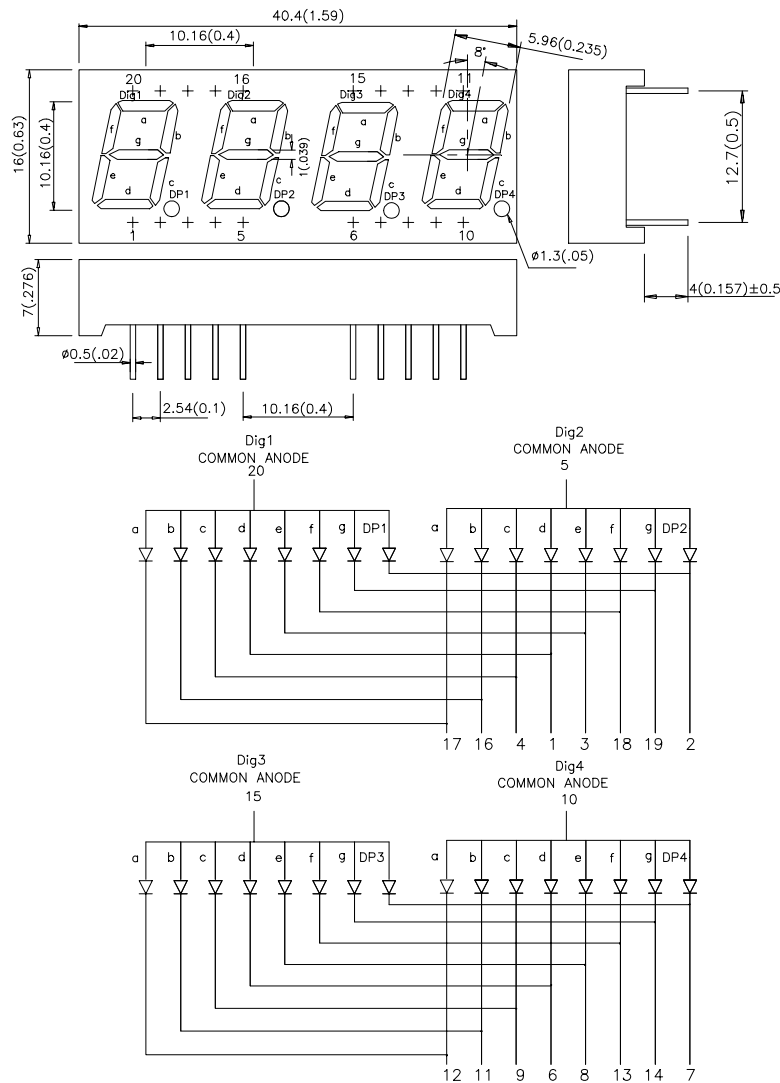 40.4(1.59)
10.16(0.4)
5.96(0.235)
8°
20 16 15 11
Dig1 Dig2 Dig3 Dig4
16(0.63)
10.16(0.4)
a a a a
f b f b f b f b
g g g g
1(.039)
12.7(0.5)
e c e c e c e c
d d d d
DP1 DP2 DP3 DP4
1 5 6 10
ø1.3(.05)
4(0.157)±0.5
7(.276)
ø0.5(.02)
2.54(0.1)
10.16(0.4)
Dig1
COMMON ANODE
20
Dig2
COMMON ANODE
5
a b c d e f g DP1
a b c d e f g DP2
17 16 4 1 3 18 19 2
Dig3
COMMON ANODE
15
Dig4
COMMON ANODE
10
a b c d e f g DP3
a b c d e f g DP4
12 11 9 6 8 13 14 7